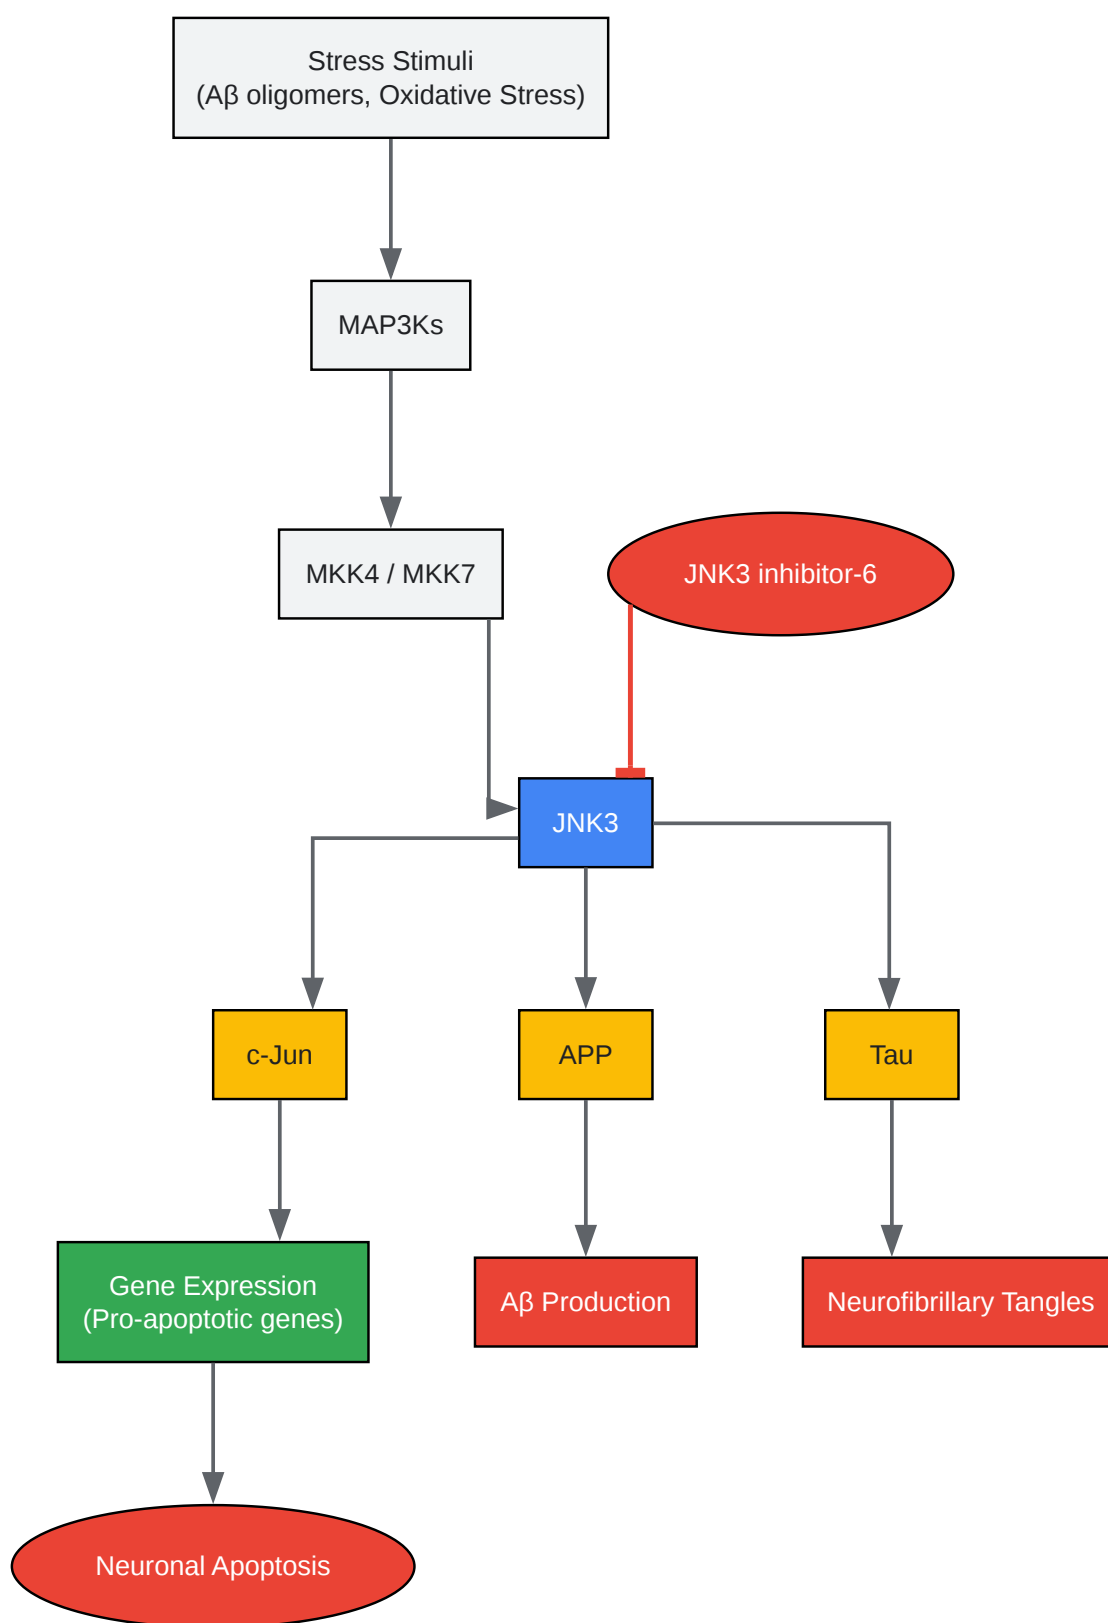 Stress Stimuli
(Aβ oligomers, Oxidative Stress)
MAP3Ks
MKK4 / MKK7
JNK3 inhibitor-6
JNK3
c-Jun
APP
Tau
Gene Expression
(Pro-apoptotic genes)
Aβ Production
Neurofibrillary Tangles
Neuronal Apoptosis